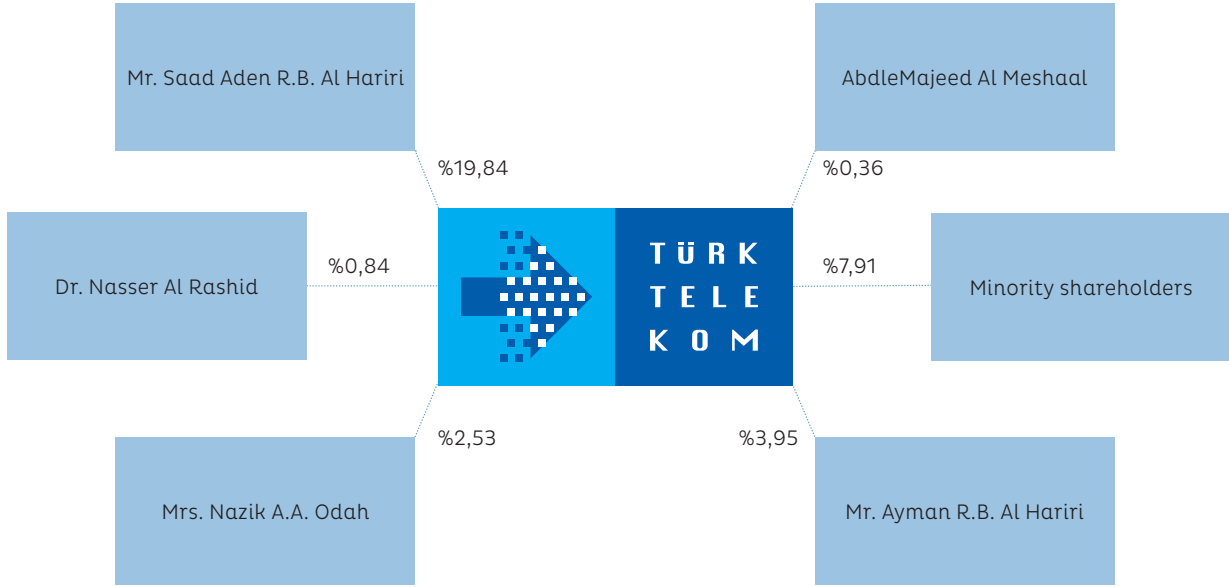 Mr. Saad Aden R.B. Al Hariri
AbdleMajeed Al Meshaal
%19,84
%0,36
Dr. Nasser Al Rashid
%0,84
TÜRK
TELE
KOM
%7,91
Minority shareholders
%2,53
%3,95
Mrs. Nazik A.A. Odah
Mr. Ayman R.B. Al Hariri